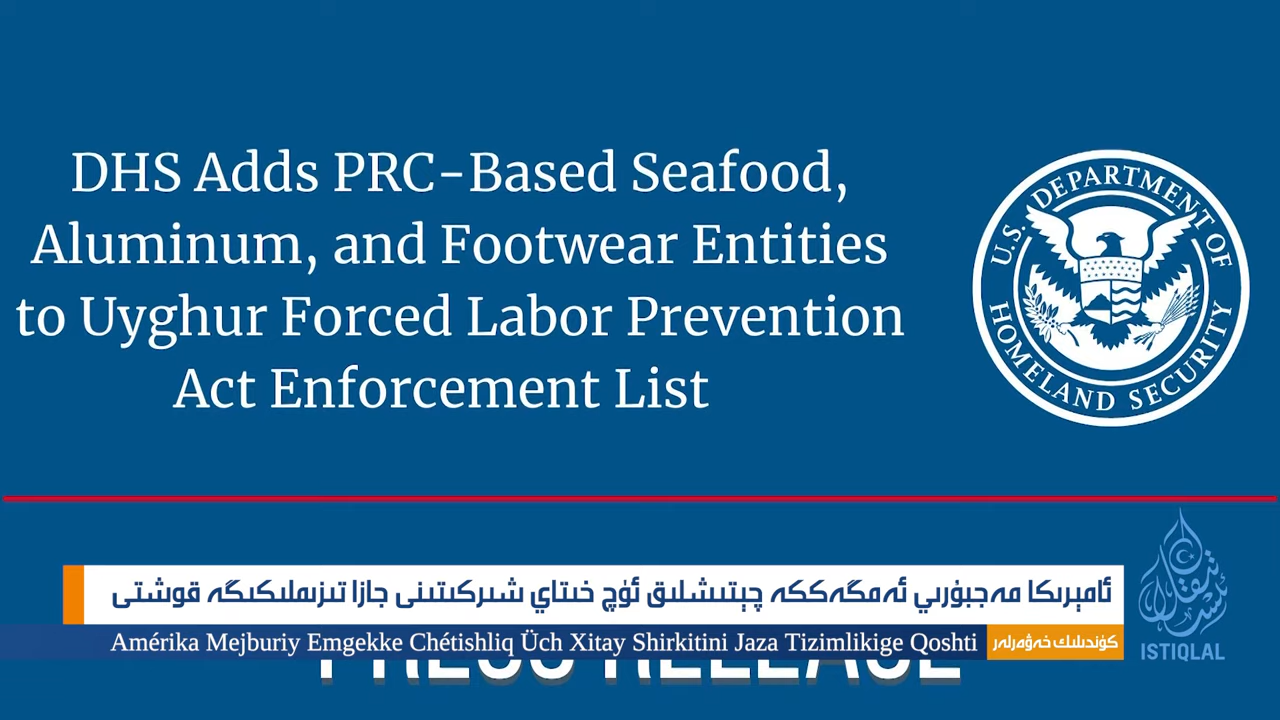 DHS Adds PRC-Based Seafood,
Aluminum, and Footwear Entities
to Uyghur Forced Labor Prevention
Act Enforcement List
U.S. DEPARTMENT OF
HOMELAND SECURITY
ئامېرىكا مەجبۇرىي ئەمگەككە چېتىشلىق ئۈچ خىتاي شىركىتىنى جازا تىزىملىكىگە قوشتى
Amérika Mejburiy Emgekke Chétishliq Üch Xitay Shirkitini Jaza Tizimlikige Qoshti
كۈندىلىك خەۋەرلەر
PRESS RELEASE
ISTIQLAL